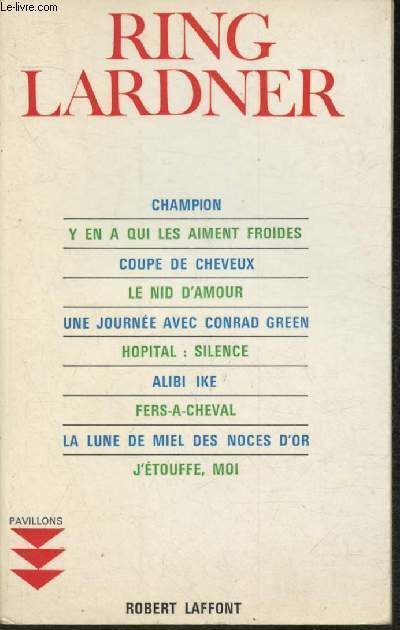 Le-livre.com
RING
LARDNER
CHAMPION
Y EN A QUI LES AIMENT FROIDES
COUPE DE CHEVEUX
LE NID D'AMOUR
UNE JOURNÉE AVEC CONRAD GREEN
HOPITAL : SILENCE
ALIBI IKE
FERS-A-CHEVAL
LA LUNE DE MIEL DES NOCES D'OR
J'ÉTOUFFE, MOI
PAVILLONS
ROBERT LAFFONT